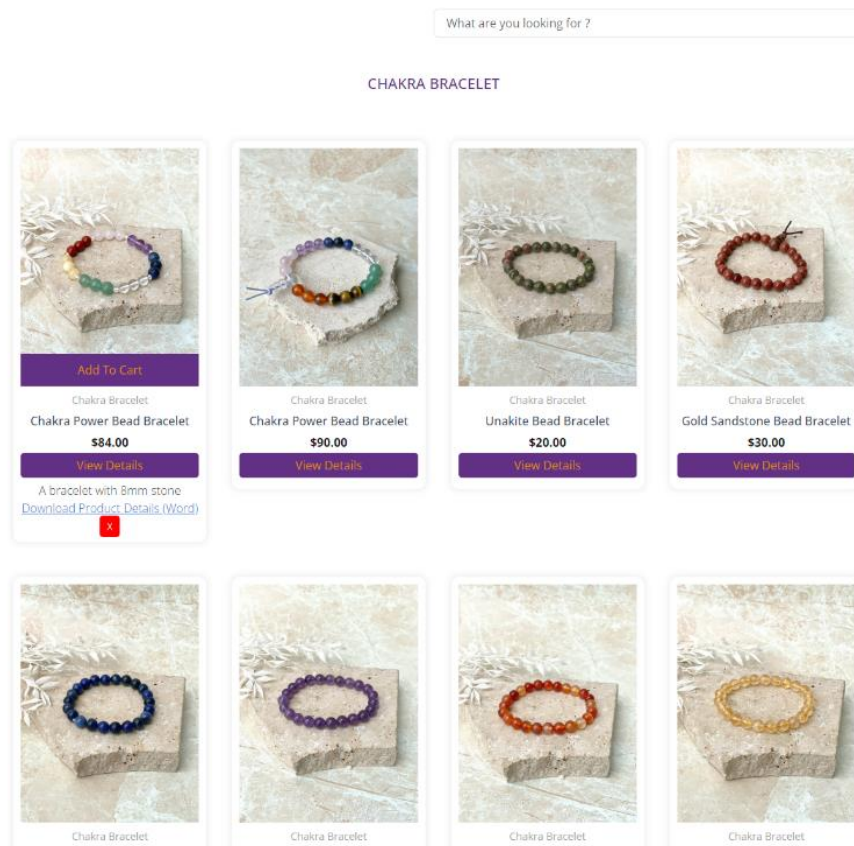 What are you looking for ?
CHAKRA BRACELET
Add To Cart
Chakra Bracelet
Chakra Power Bead Bracelet
$84.00
View Details
A bracelet with 8mm stone
Download Product Details (Word)
X
Chakra Bracelet
Chakra Power Bead Bracelet
$90.00
View Details
Chakra Bracelet
Unakite Bead Bracelet
$20.00
View Details
Chakra Bracelet
Gold Sandstone Bead Bracelet
$30.00
View Details
Chakra Bracelet
Chakra Bracelet
Chakra Bracelet
Chakra Bracelet